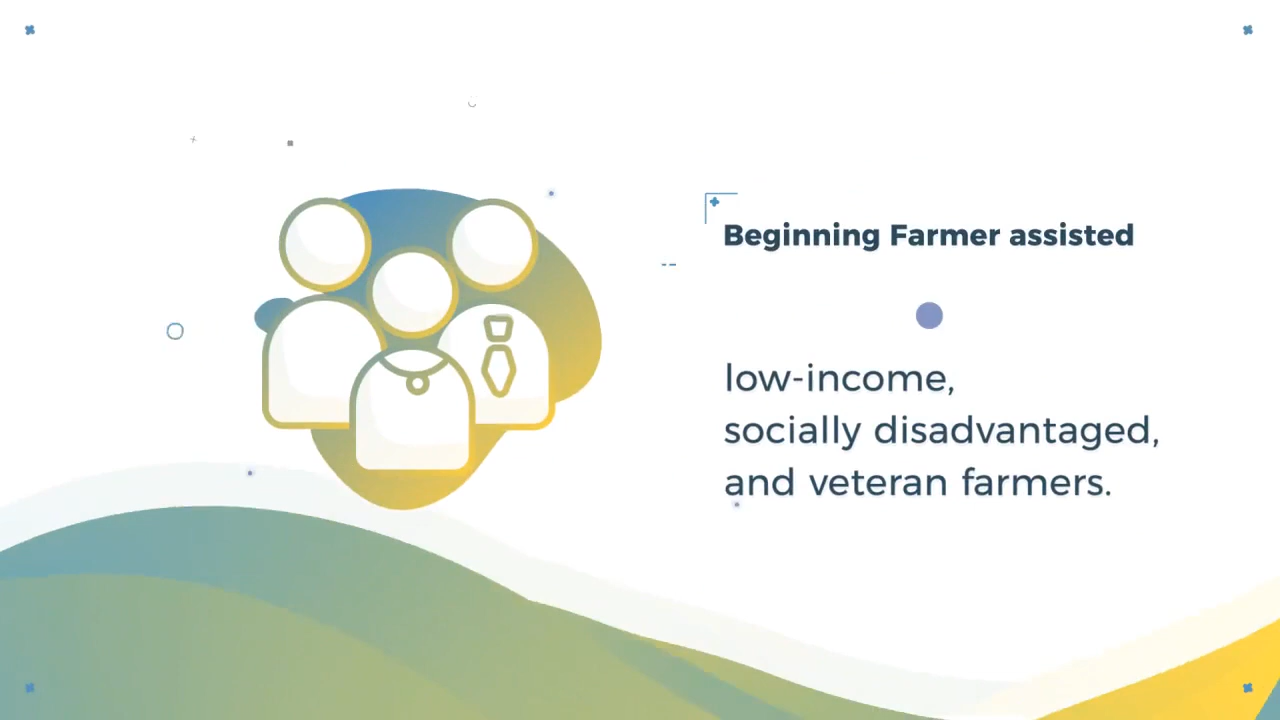 Beginning Farmer assisted
low-income,
socially disadvantaged,
and veteran farmers.